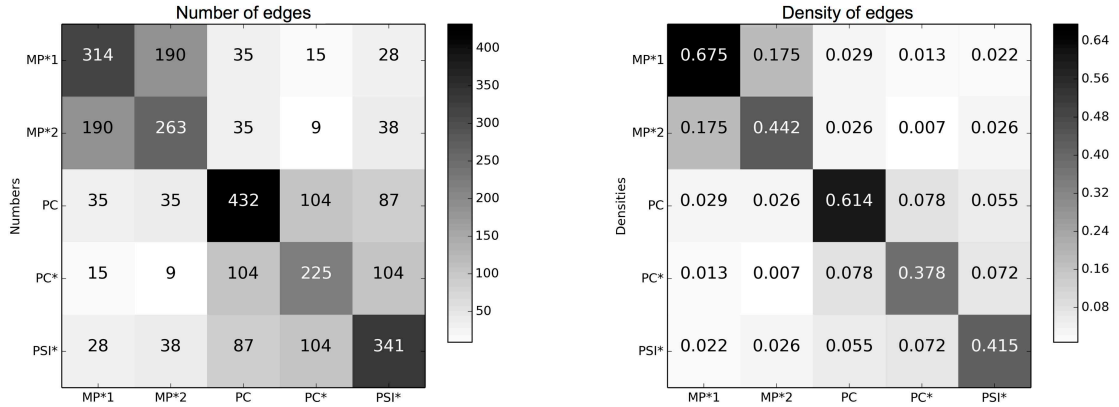 Number of edges
MP*1 314 190 35 15 28
MP*2 190 263 35 9 38
PC 35 35 432 104 87
PC* 15 9 104 225 104
PSI* 28 38 87 104 341
MP*1 MP*2 PC PC* PSI*
Numbers
400
350
300
250
200
150
100
50
Density of edges
MP*1 0.675 0.175 0.029 0.013 0.022
MP*2 0.175 0.442 0.026 0.007 0.026
PC 0.029 0.026 0.614 0.078 0.055
PC* 0.013 0.007 0.078 0.378 0.072
PSI* 0.022 0.026 0.055 0.072 0.415
MP*1 MP*2 PC PC* PSI*
Densities
0.64
0.56
0.48
0.40
0.32
0.24
0.16
0.08